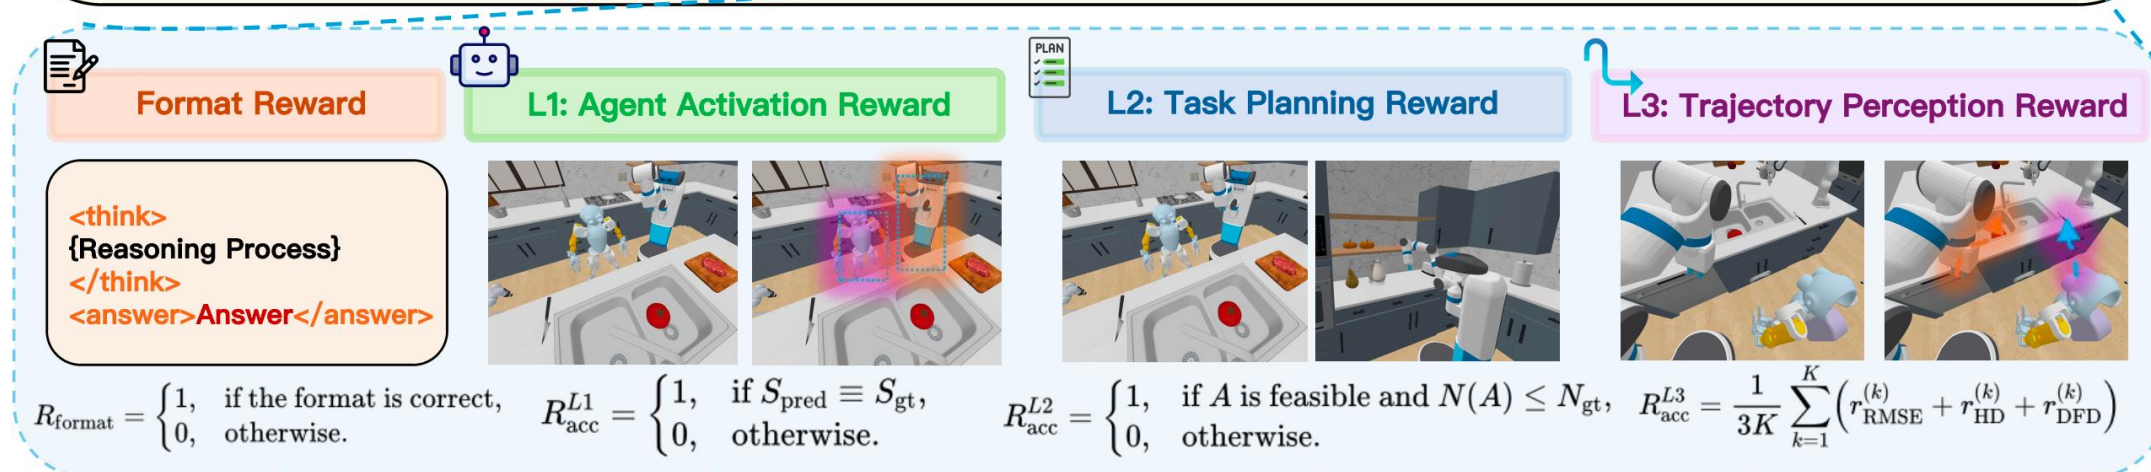 Format Reward
PLAN
L1: Agent Activation Reward
L2: Task Planning Reward
L3: Trajectory Perception Reward
<think>
{Reasoning Process}
</think>
<answer>Answer</answer>
R_format = {1, if the format is correct,
0, otherwise.
R_acc^L1 = {1, if S_pred ≡ S_gt,
0, otherwise.
R_acc^L2 = {1, if A is feasible and N(A) ≤ N_gt,
0, otherwise.
R_acc^L3 = 1/3K ∑_{k=1}^{K} (r_RMSE^(k) + r_HD^(k) + r_DFD^(k))